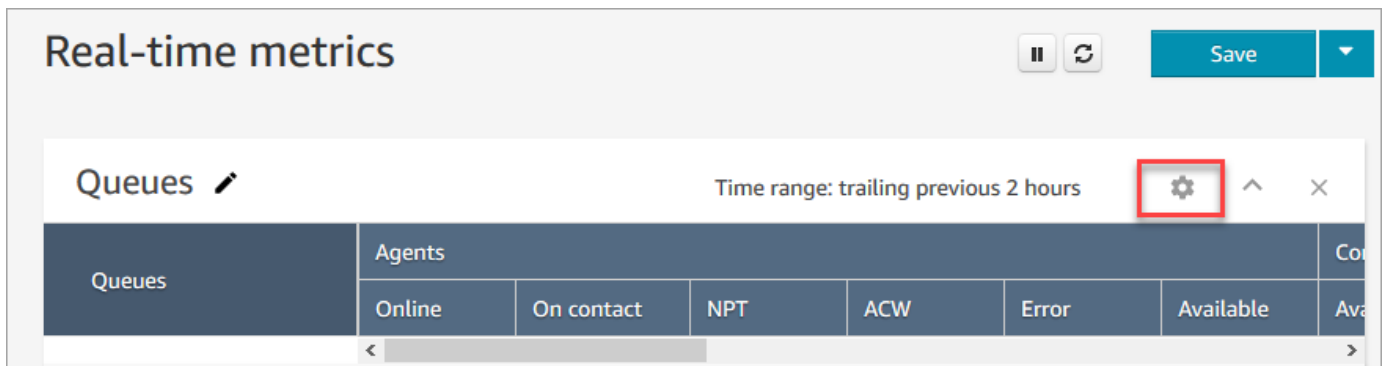 Real-time metrics
Save
Queues
Time range: trailing previous 2 hours
Queues
Agents
Online On contact NPT ACW Error Available